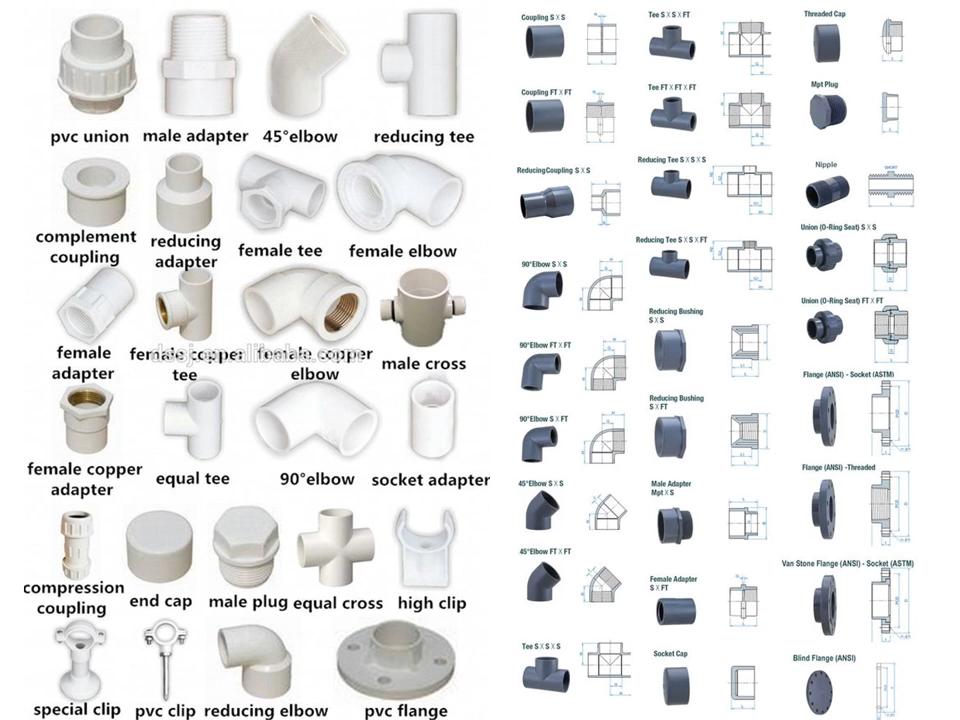 pvc union
male adapter
45°elbow
reducing tee
complement
coupling
reducing
adapter
female tee
female elbow
female
adapter
female copper
tee
female copper
elbow
male cross
female copper
adapter
equal tee
90°elbow
socket adapter
compression
coupling
end cap
male plug
equal cross
high clip
special clip
pvc clip
reducing elbow
pvc flange
Coupling S X S
Coupling FT X FT
ReducingCoupling S X S
90°Elbow S X S
90°Elbow FT X FT
90°Elbow S X FT
45°Elbow S X S
45°Elbow FT X FT
Tee S X S X S
Tee S X S X FT
Tee FT X FT X FT
Reducing Tee S X S X S
Reducing Tee S X S X FT
Reducing Bushing
S X S
Reducing Bushing
S X FT
Male Adapter
Mpt X S
Female Adapter
S X FT
Socket Cap
Threaded Cap
Mpt Plug
Nipple
Union (O-Ring Seat) S X S
Union (O-Ring Seat) FT X FT
Flange (ANSI) - Socket (ASTM)
Flange (ANSI) -Threaded
Van Stone Flange (ANSI) - Socket (ASTM)
Blind Flange (ANSI)